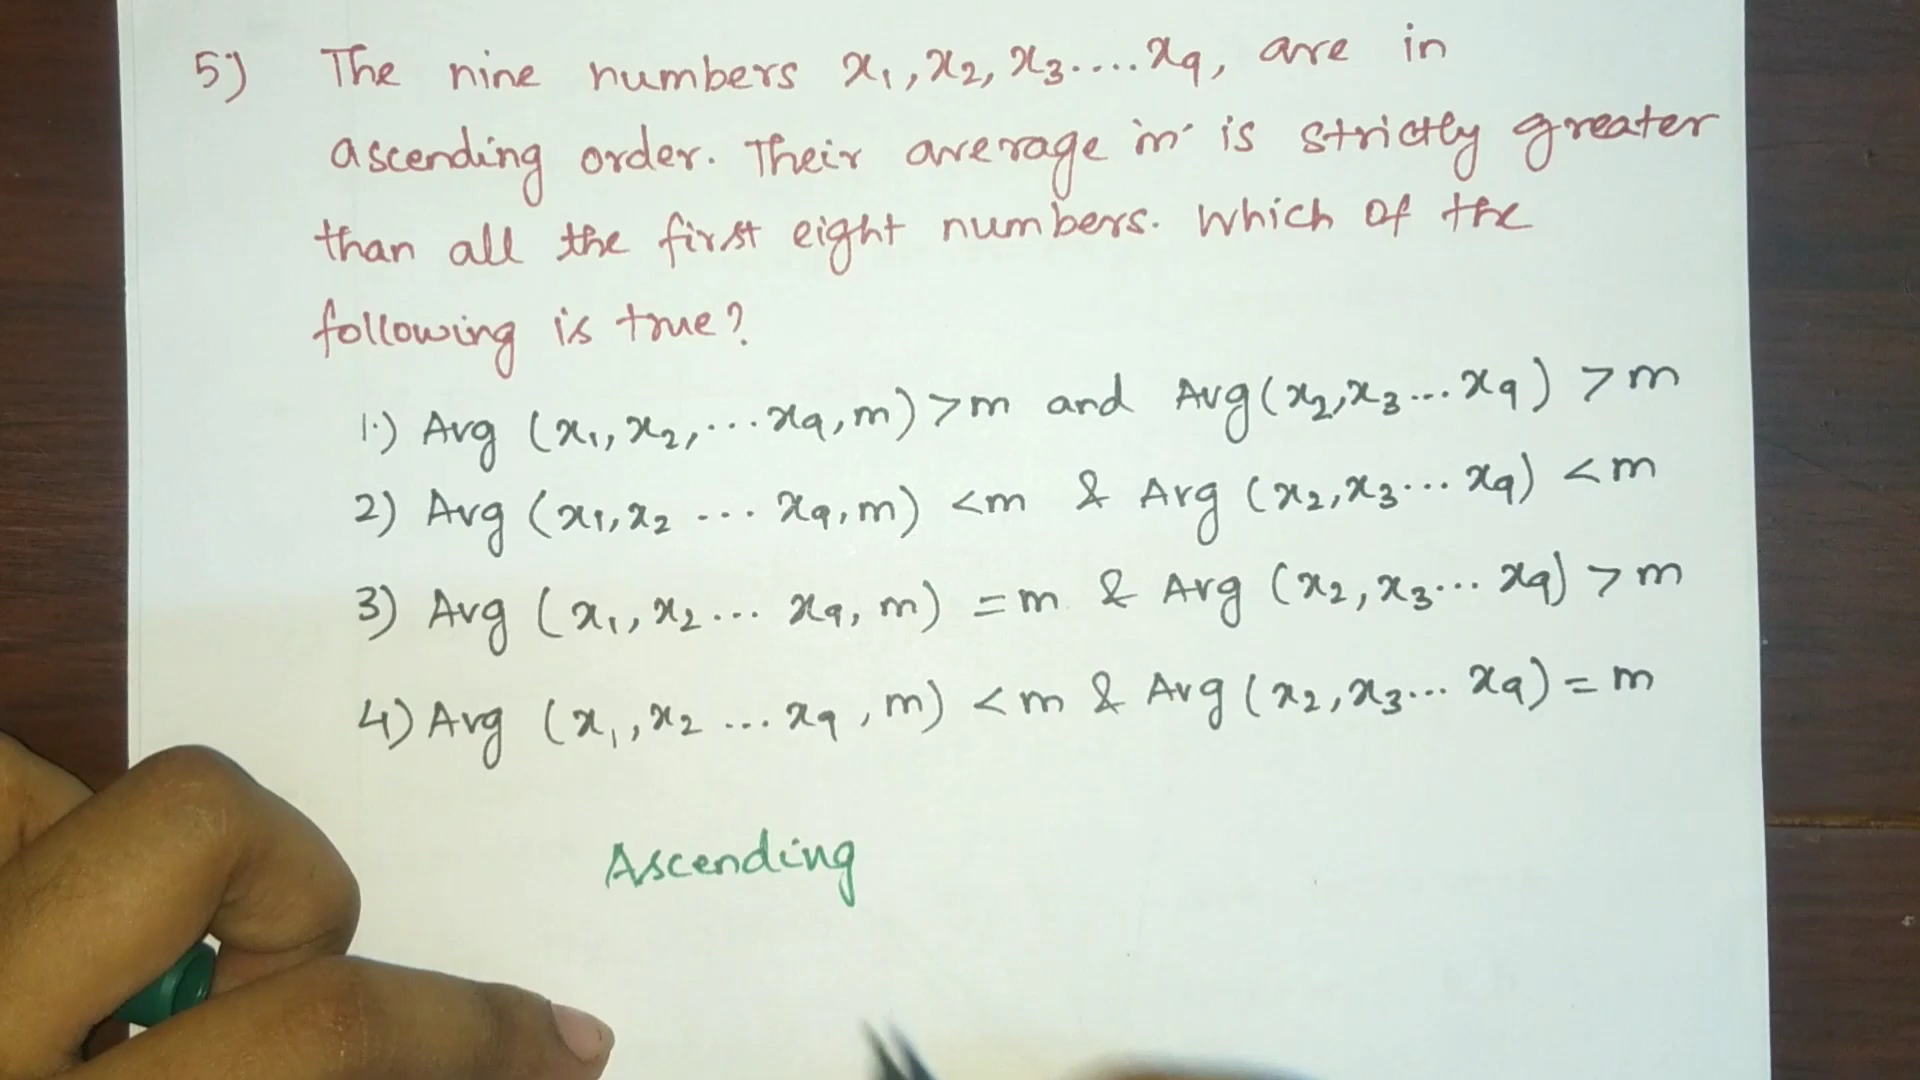 5) The nine numbers x₁, x₂, x₃....x₉, are in
ascending order. Their average 'm' is strictly greater
than all the first eight numbers. Which of the
following is true?
1.) Avg (x₁, x₂, ...x₉, m) >m and Avg(x₂,x₃...x₉) >m
2) Avg (x₁, x₂ ... x₉, m) <m & Avg (x₂,x₃... x₉) <m
3) Avg (x₁, x₂... x₉, m) =m & Avg (x₂, x₃... x₉) >m
4) Avg (x₁, x₂ ... x₉, m) <m & Avg (x₂, x₃... x₉) = m
Ascending